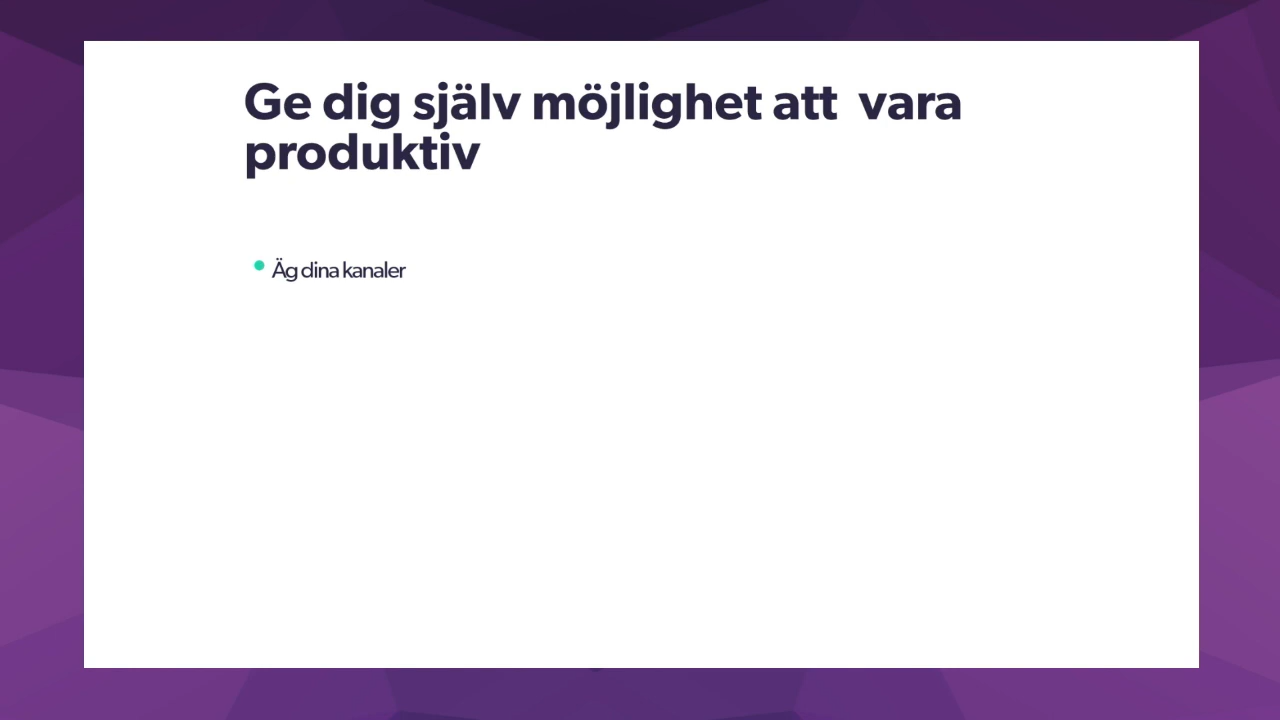 Ge dig själv möjlighet att  vara
produktiv
Äg dina kanaler